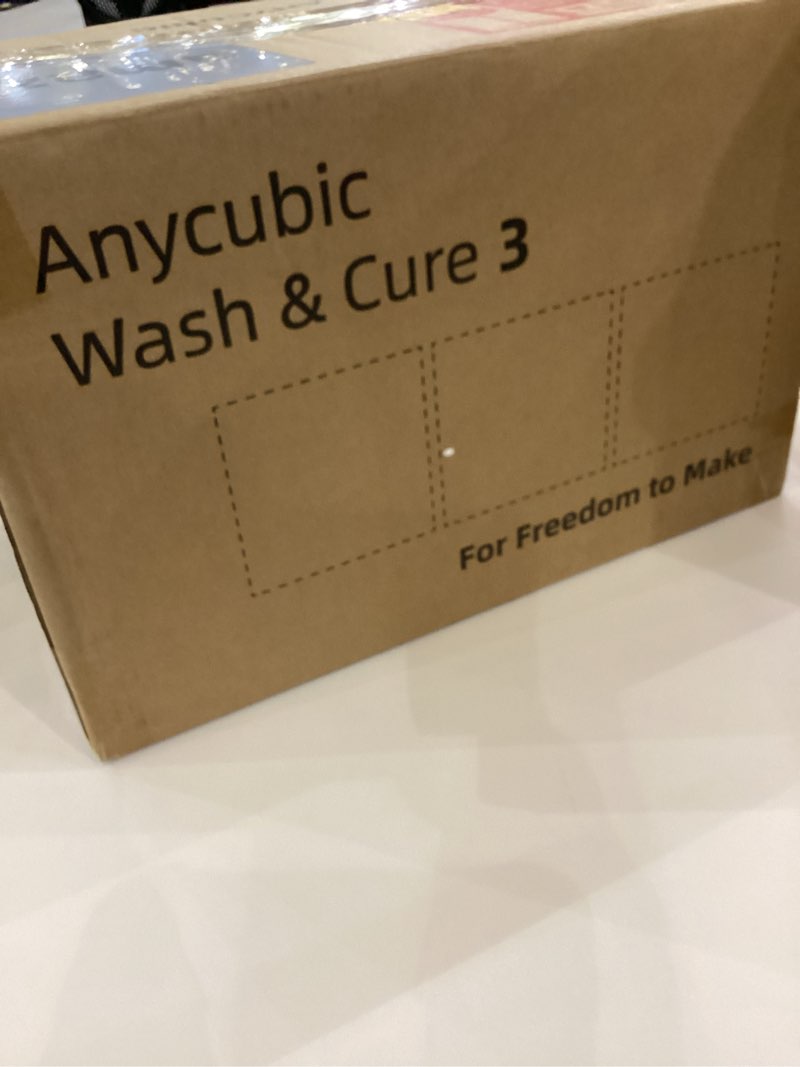 Anycubic
Wash & Cure 3
For Freedom to Make